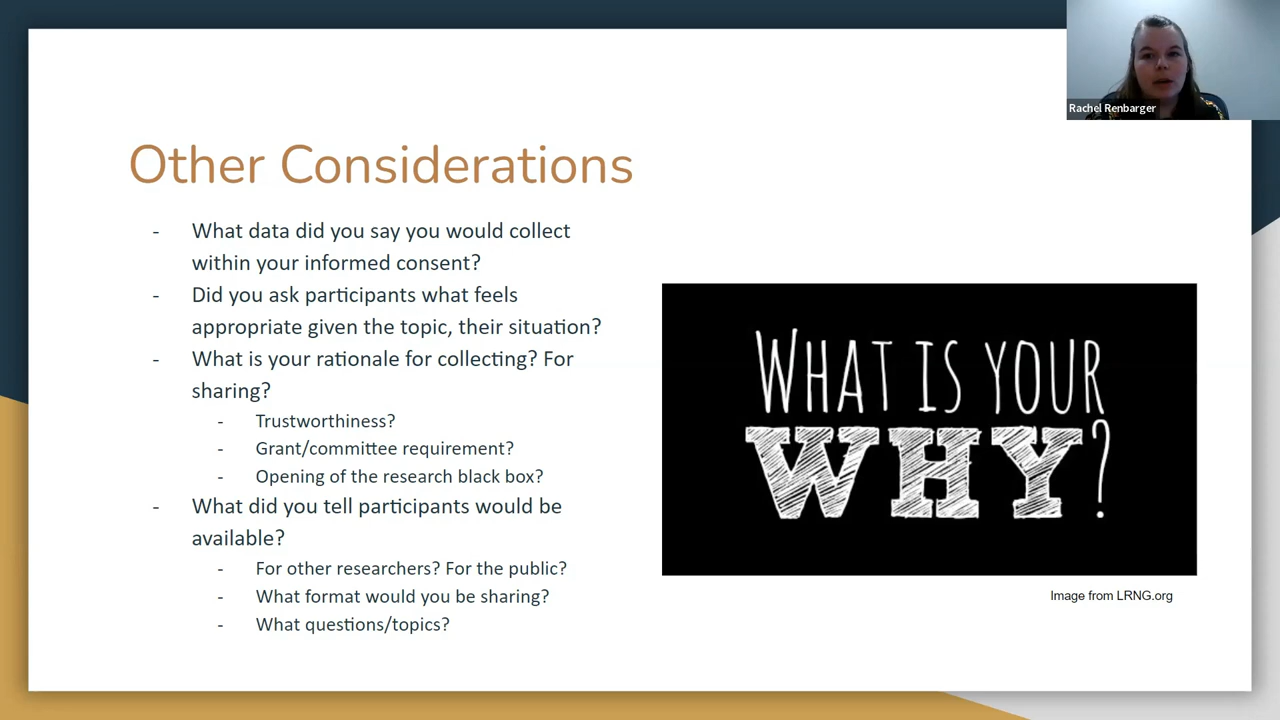 Rachel Renbarger
Other Considerations
- What data did you say you would collect
within your informed consent?
- Did you ask participants what feels
appropriate given the topic, their situation?
- What is your rationale for collecting? For
sharing?
- Trustworthiness?
- Grant/committee requirement?
- Opening of the research black box?
- What did you tell participants would be
available?
- For other researchers? For the public?
- What format would you be sharing?
- What questions/topics?
WHAT IS YOUR
WHY?
Image from LRNG.org